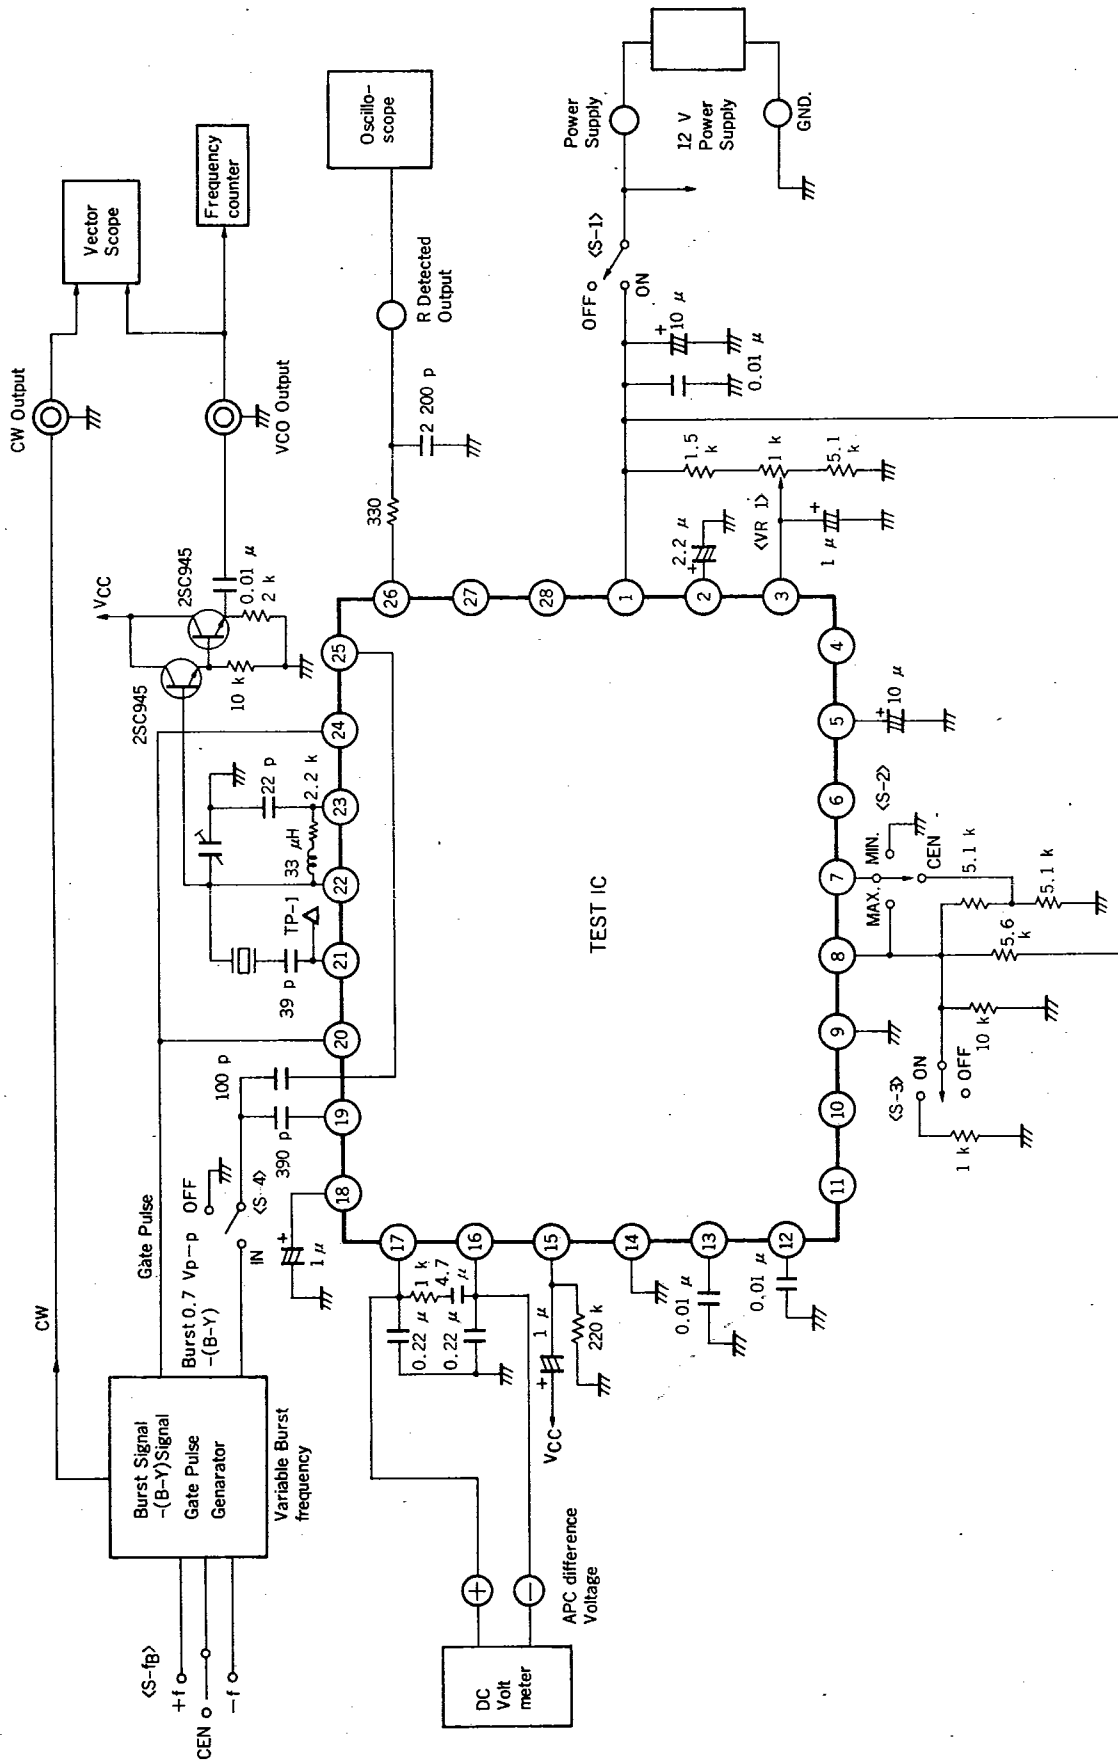 CW Output
Vector
Scope
Frequency
counter
VCO Output
Oscillo-
scope
R Detected
Output
Power
Supply
12 V
Power
Supply
GND.
<S-1>
OFF
ON
+
10 μ
0.01 μ
1.5
k
1 k
5.1
k
<VR 1>
1 μ
+
2.2 μ
+
330
2 200 p
VCC
2SC945
2SC945
0.01 μ
2 k
10 k
22 p
2.2 k
33 μH
TP-1
39 p
100 p
390 p
CW
Gate Pulse
Burst 0.7 Vp-p
-(B-Y)
OFF
IN
<S-4>
+
1 μ
Burst Signal
-(B-Y)Signal
Gate Pulse
Genarator
Variable Burst
frequency
<S-fB>
+f
CEN
-f
DC
Volt
meter
+
-
APC difference
Voltage
0.22 μ
0.22 μ
1 k
4.7
μ
1 μ
+
220 k
VCC
0.01 μ
0.01 μ
TEST IC
1
2
3
4
5
6
7
8
9
10
11
12
13
14
15
16
17
18
19
20
21
22
23
24
25
26
27
28
+
10 μ
<S-2>
MIN.
MAX.
CEN
5.1 k
5.1 k
5.6
k
10 k
<S-3>
ON
OFF
1 k